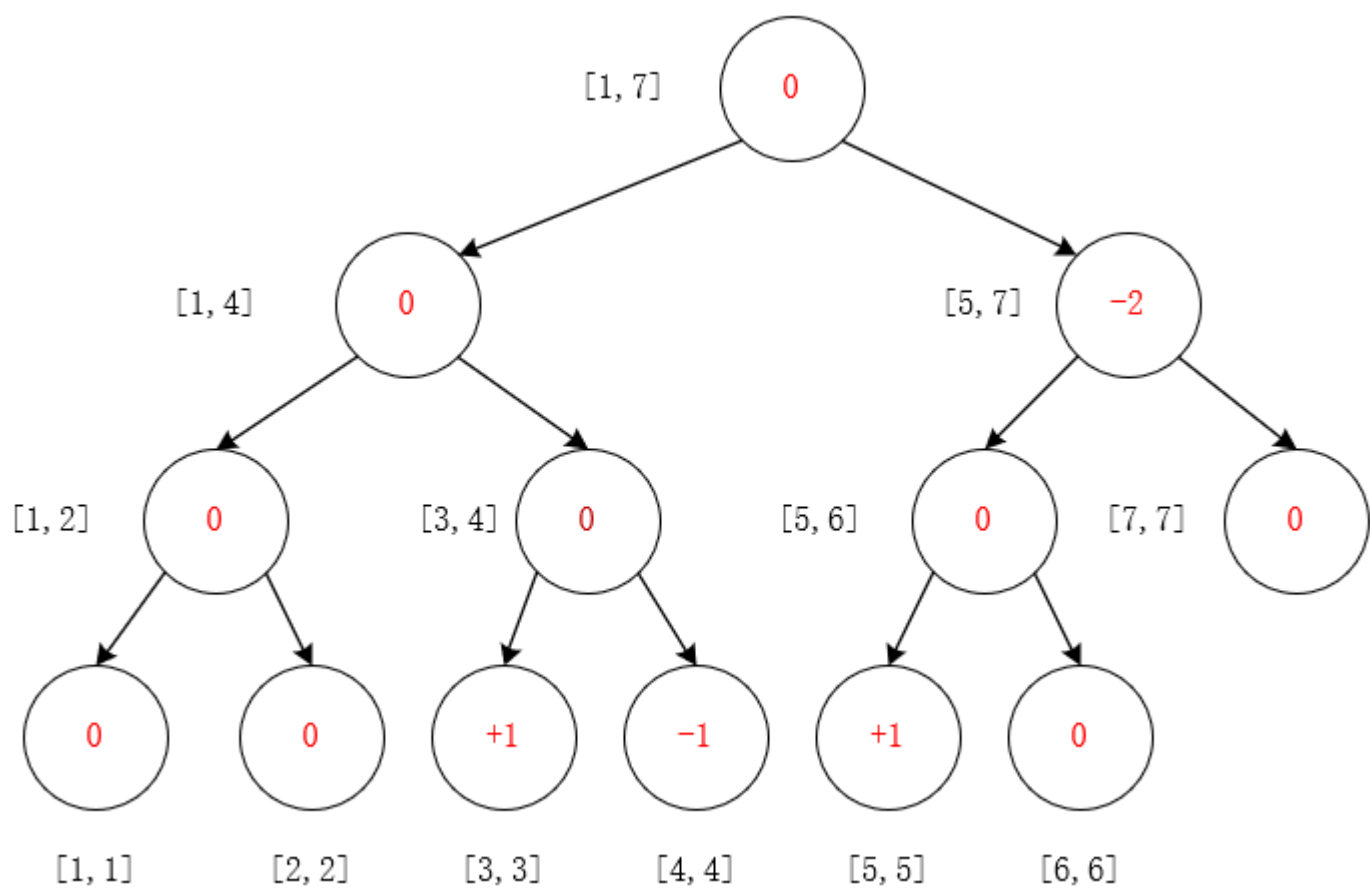 [1,7] 0
[1,4] 0 [5,7] -2
[1,2] 0 [3,4] 0 [5,6] 0 [7,7] 0
0 0 +1 -1 +1 0
[1,1] [2,2] [3,3] [4,4] [5,5] [6,6]